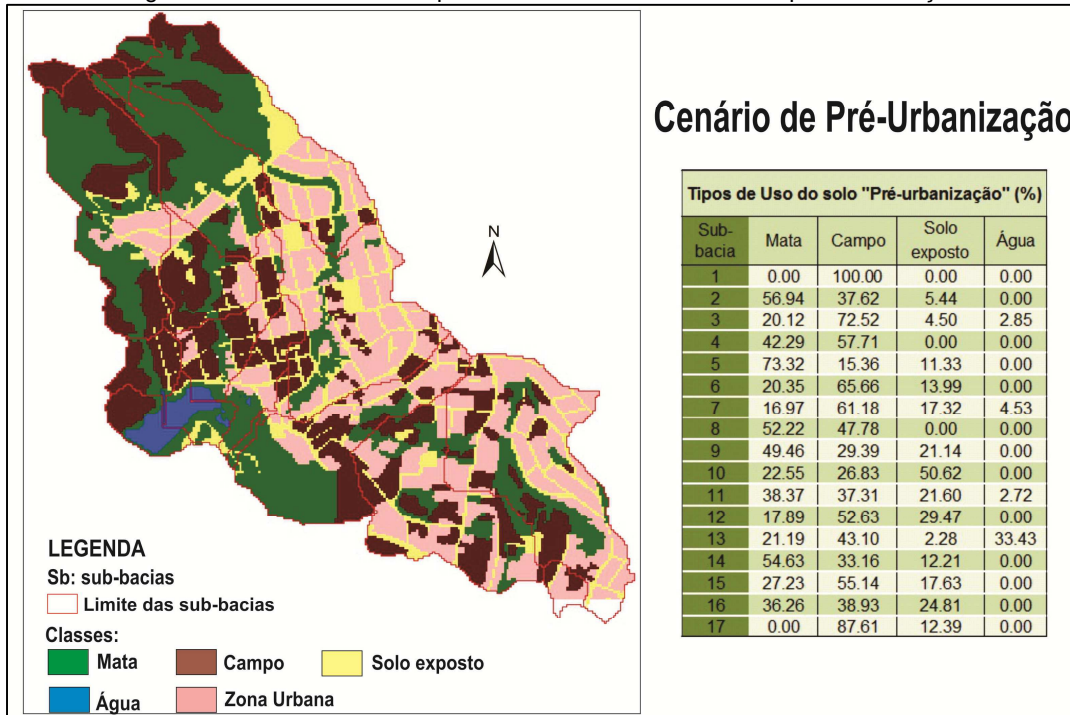 N
LEGENDA
Sb: sub-bacias
Limite das sub-bacias
Classes:
Mata Campo Solo exposto
Água Zona Urbana
Cenário de Pré-Urbanização
Tipos de Uso do solo "Pré-urbanização" (%)
Sub-bacia Mata Campo Solo exposto Água
1 0.00 100.00 0.00 0.00
2 56.94 37.62 5.44 0.00
3 20.12 72.52 4.50 2.85
4 42.29 57.71 0.00 0.00
5 73.32 15.36 11.33 0.00
6 20.35 65.66 13.99 0.00
7 16.97 61.18 17.32 4.53
8 52.22 47.78 0.00 0.00
9 49.46 29.39 21.14 0.00
10 22.55 26.83 50.62 0.00
11 38.37 37.31 21.60 2.72
12 17.89 52.63 29.47 0.00
13 21.19 43.10 2.28 33.43
14 54.63 33.16 12.21 0.00
15 27.23 55.14 17.63 0.00
16 36.26 38.93 24.81 0.00
17 0.00 87.61 12.39 0.00